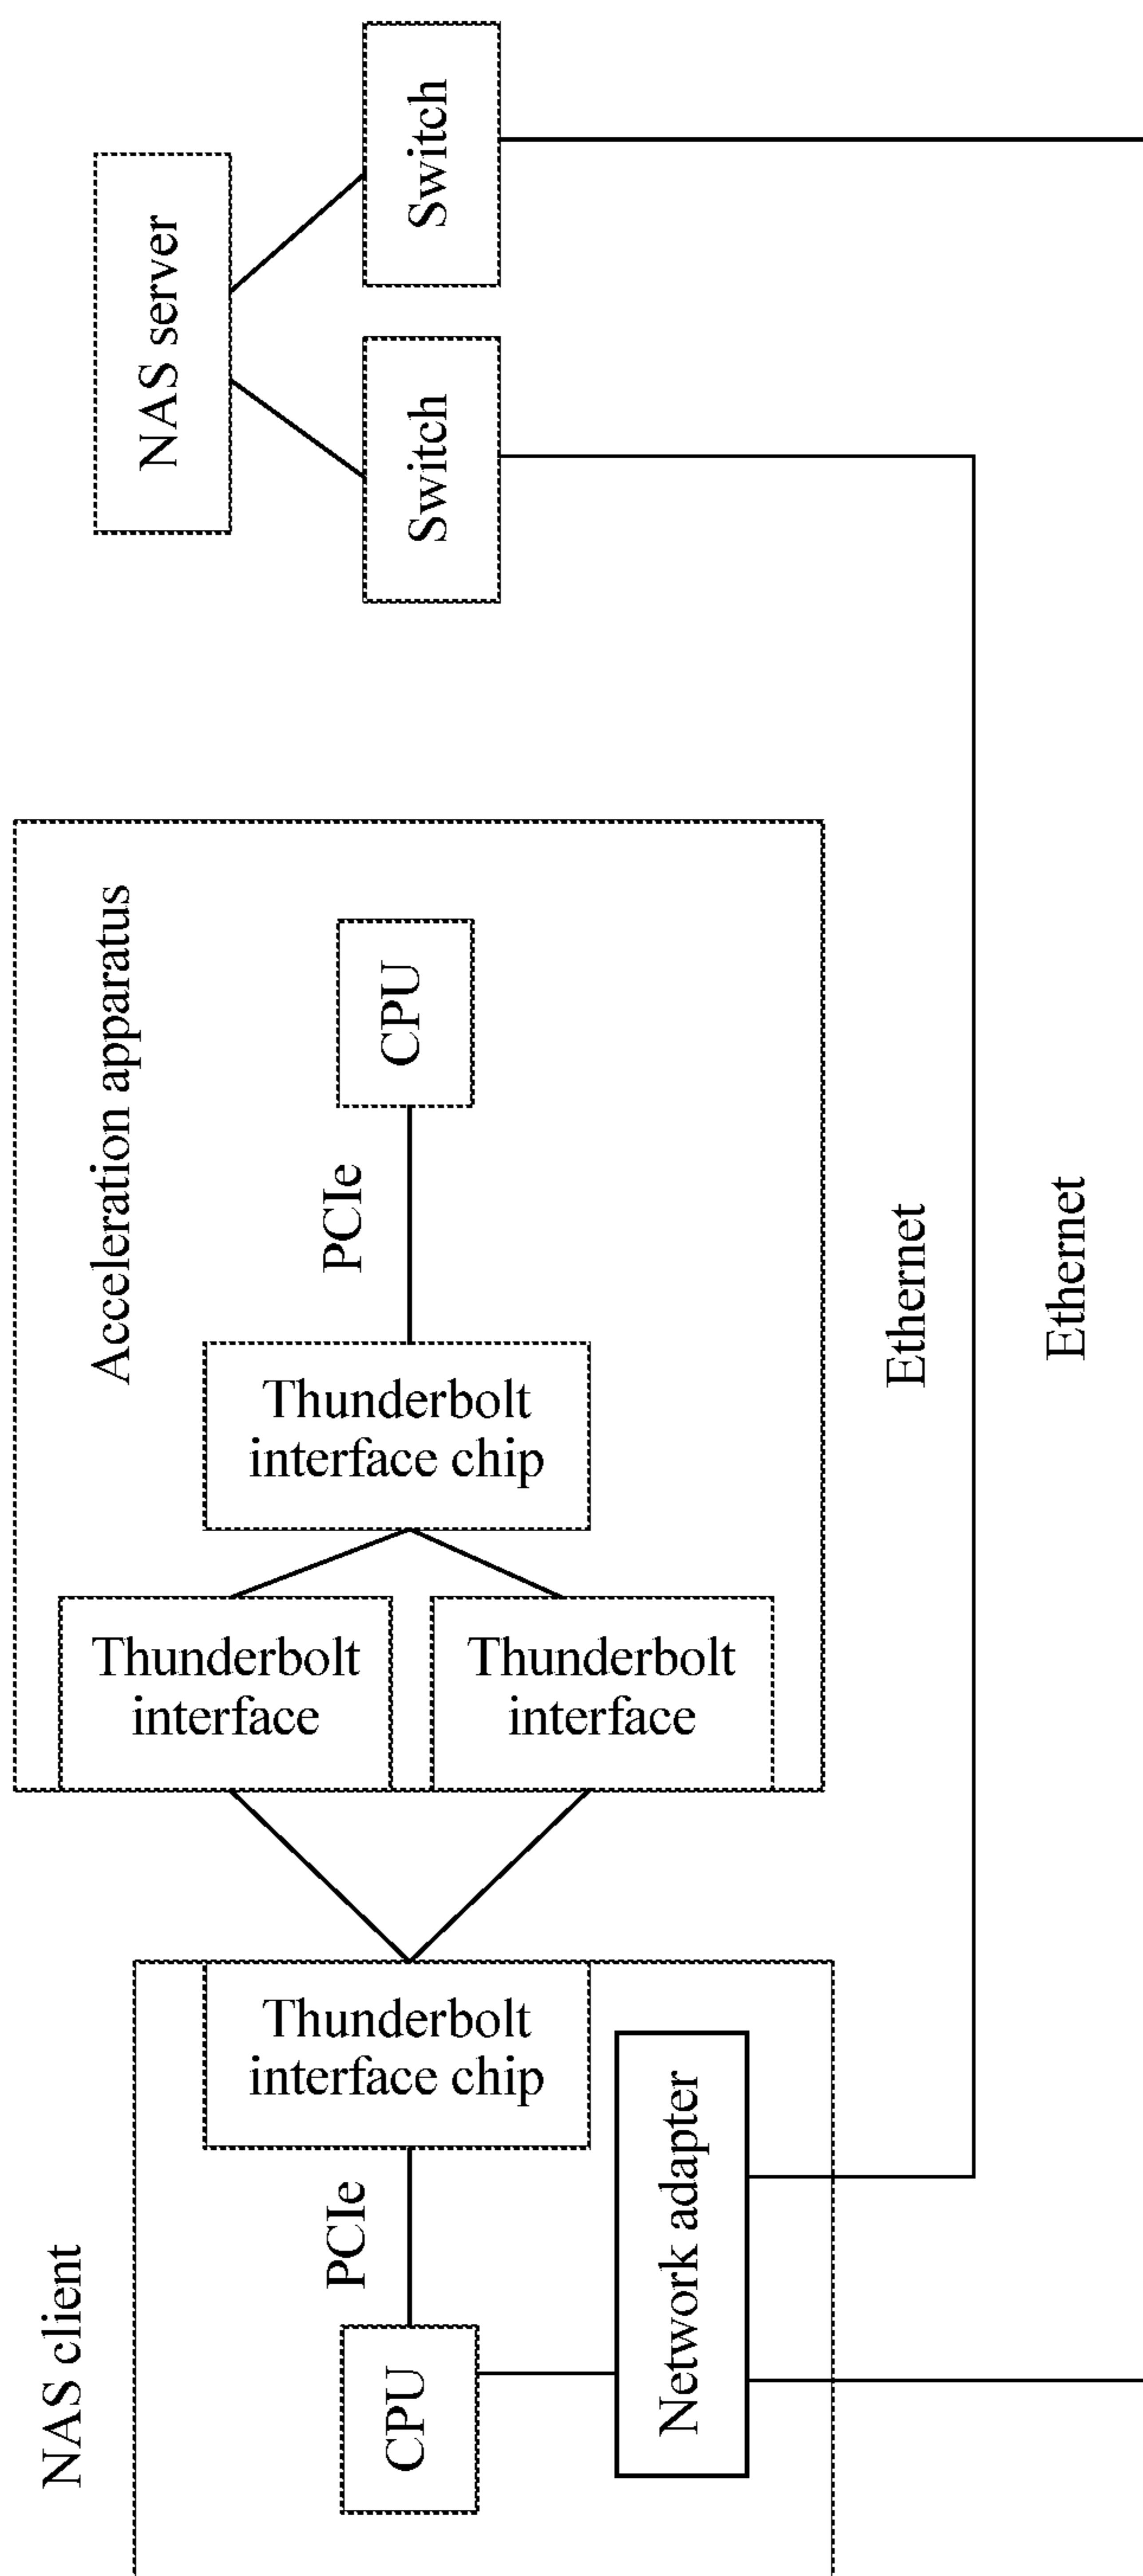 NAS client
CPU
PCIe
Thunderbolt
interface chip
Network adapter
Acceleration apparatus
Thunderbolt
interface
Thunderbolt
interface
Thunderbolt
interface chip
PCIe
CPU
Ethernet
Ethernet
NAS server
Switch
Switch